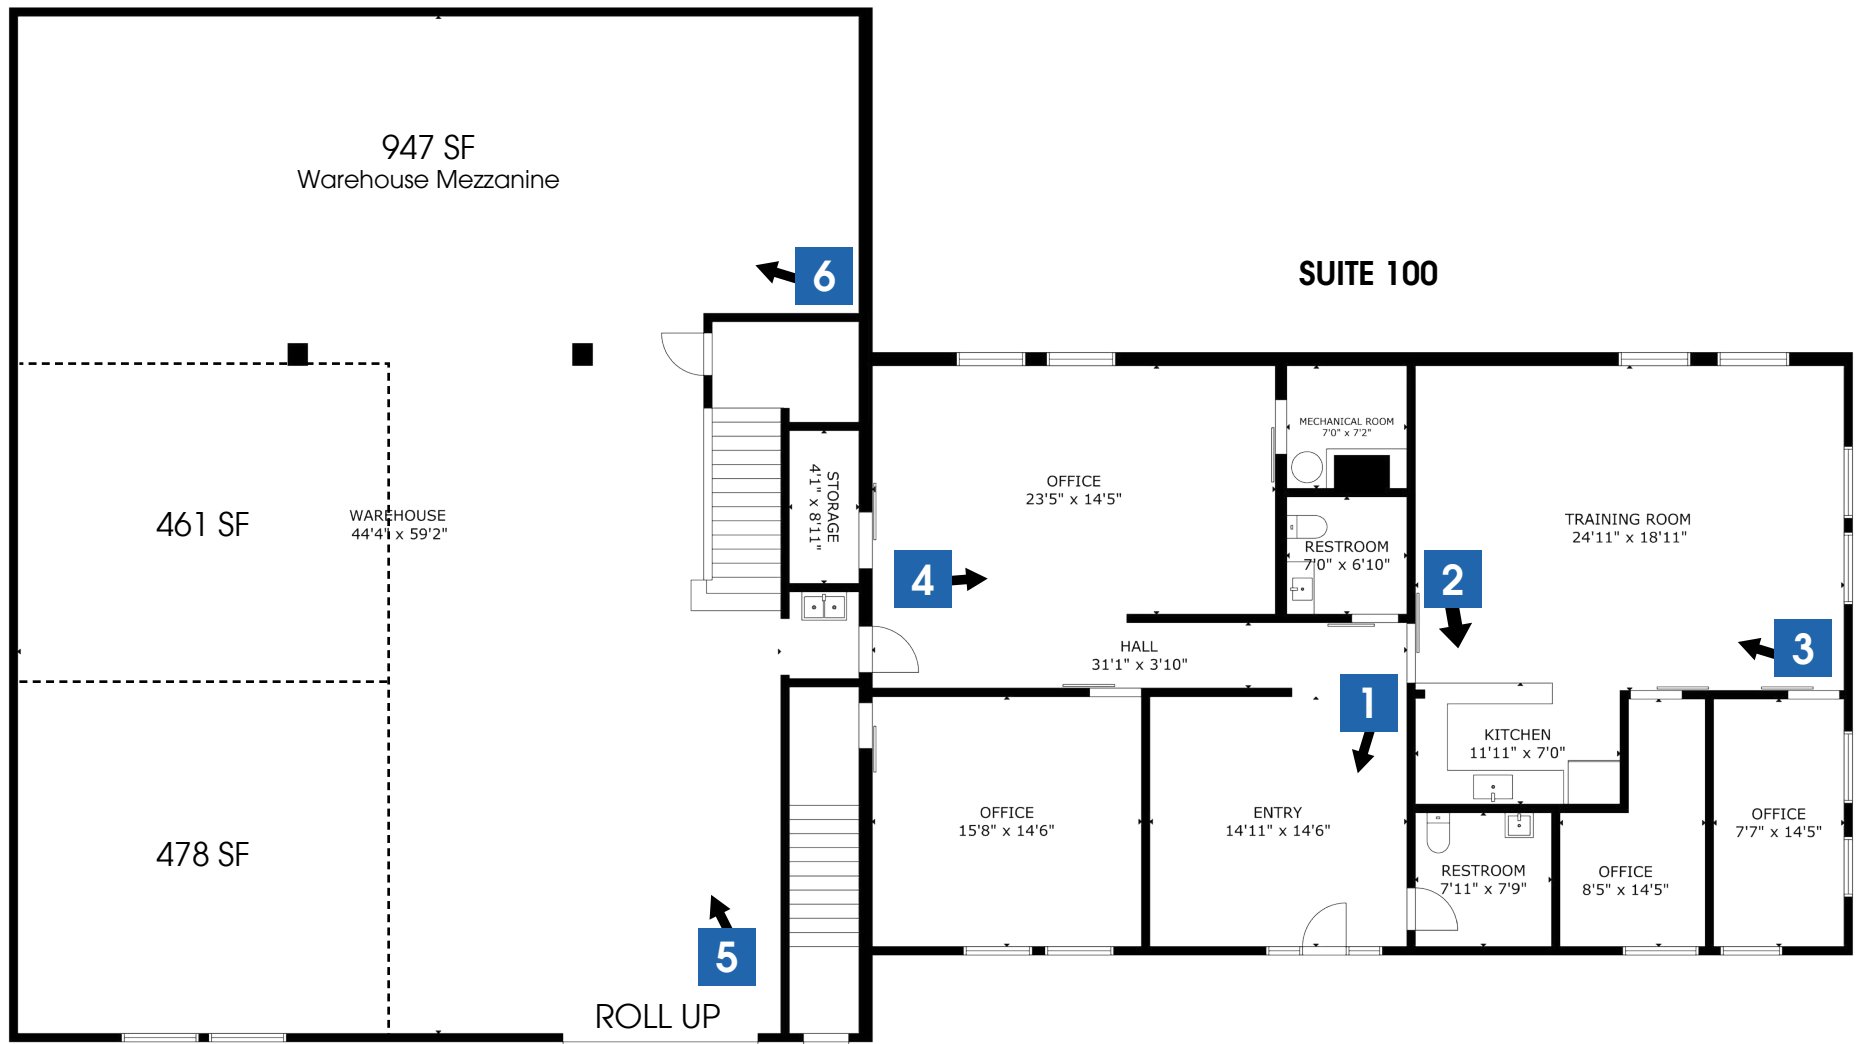 947 SF
Warehouse Mezzanine
6
SUITE 100
461 SF
WAREHOUSE
44'4" x 59'2"
478 SF
5
ROLL UP
STORAGE
4'1" x 8'11"
OFFICE
23'5" x 14'5"
4
MECHANICAL ROOM
7'0" x 7'2"
RESTROOM
7'0" x 6'10"
2
TRAINING ROOM
24'11" x 18'11"
3
HALL
31'1" x 3'10"
1
KITCHEN
11'11" x 7'0"
OFFICE
15'8" x 14'6"
ENTRY
14'11" x 14'6"
RESTROOM
7'11" x 7'9"
OFFICE
8'5" x 14'5"
OFFICE
7'7" x 14'5"